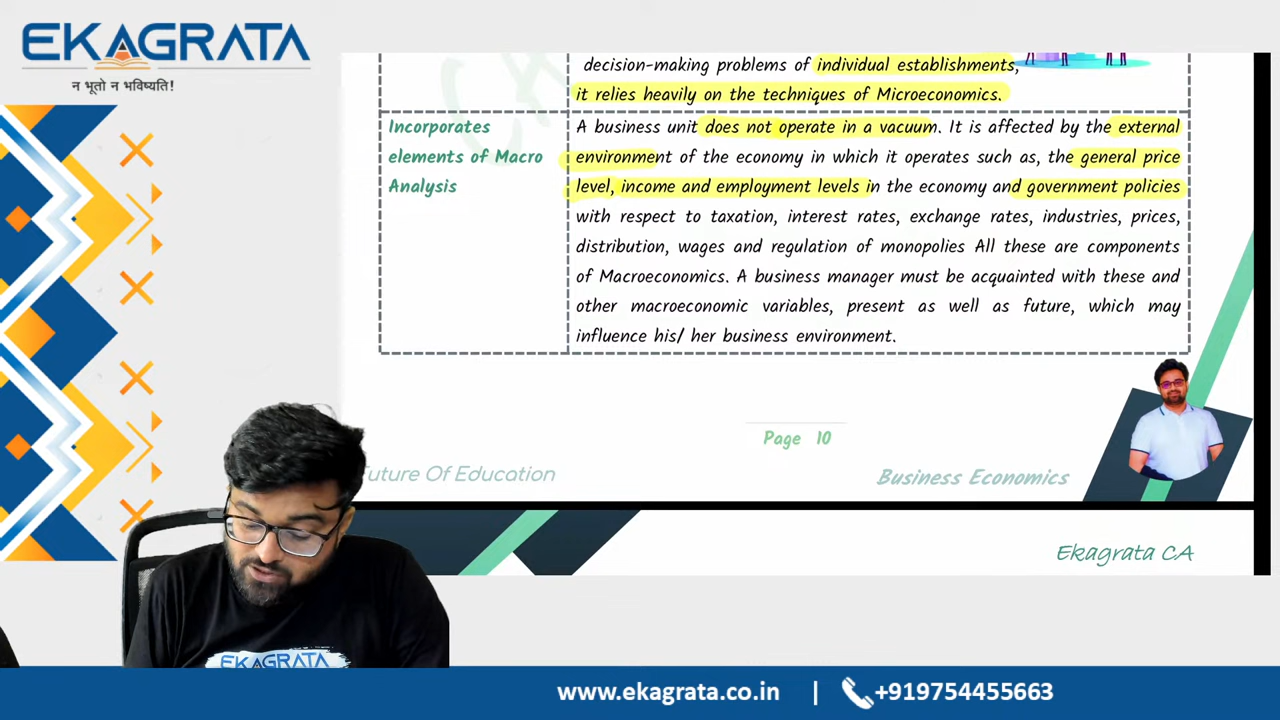 EKAGRATA
न भूतो न भविष्यति!
decision-making problems of individual establishments,
it relies heavily on the techniques of Microeconomics.
Incorporates
elements of Macro
Analysis
A business unit does not operate in a vacuum. It is affected by the external
environment of the economy in which it operates such as, the general price
level, income and employment levels in the economy and government policies
with respect to taxation, interest rates, exchange rates, industries, prices,
distribution, wages and regulation of monopolies All these are components
of Macroeconomics. A business manager must be acquainted with these and
other macroeconomic variables, present as well as future, which may
influence his/ her business environment.
Page 10
uture Of Education
Business Economics
Ekagrata CA
EKAGRATA
www.ekagrata.co.in | +919754455663